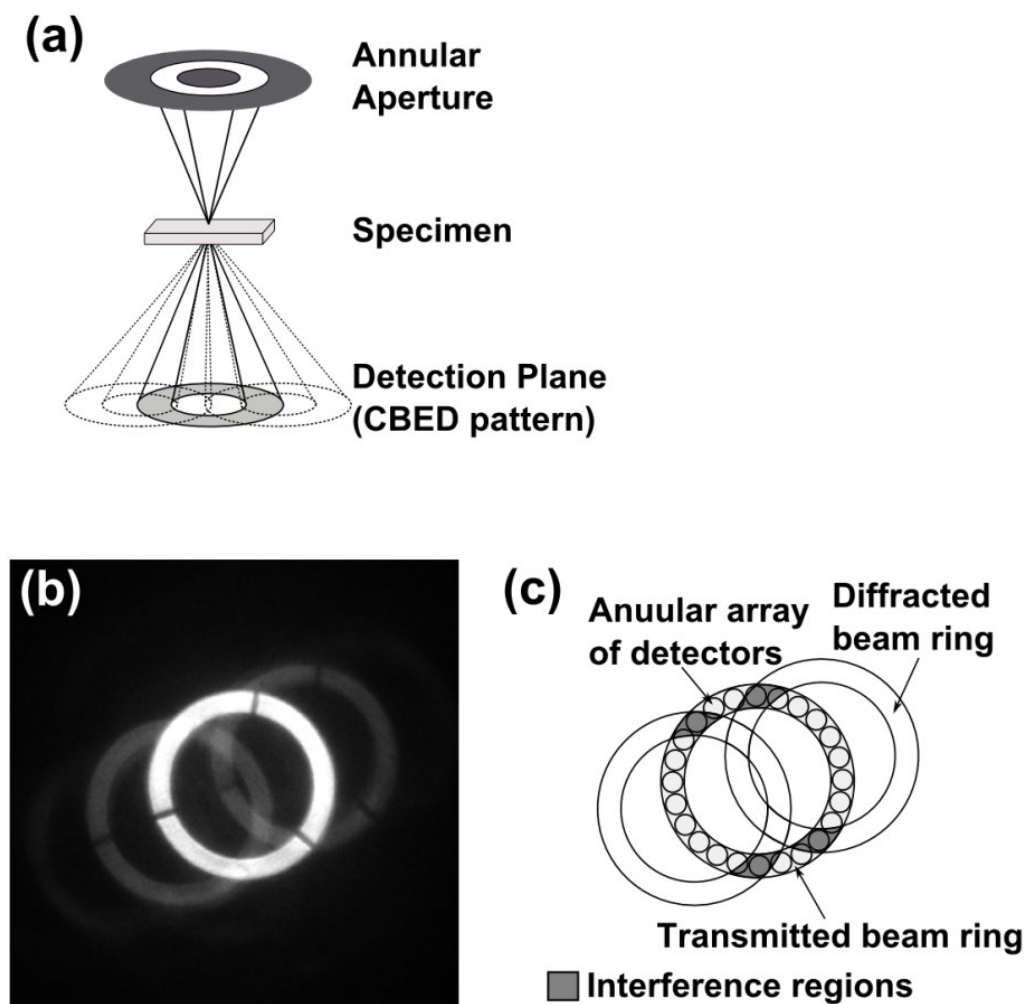 (a)
Annular
Aperture
Specimen
Detection Plane
(CBED pattern)
(b)
(c)
Anuular array
of detectors
Diffracted
beam ring
Transmitted beam ring
Interference regions